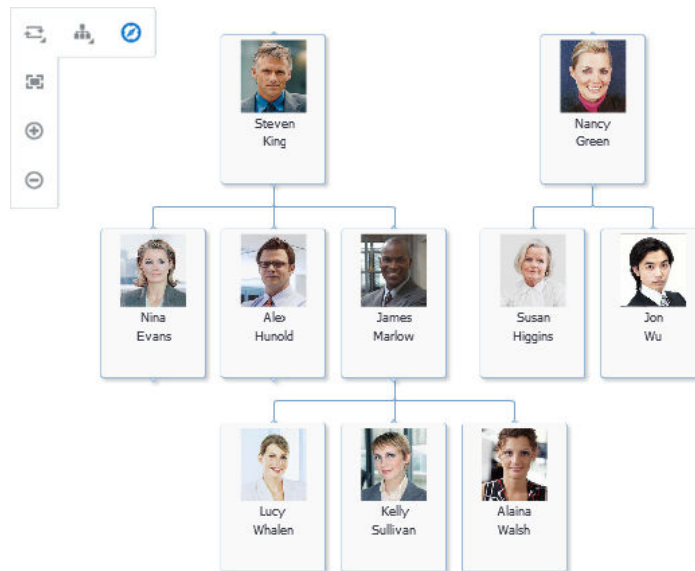 Steven
King
Nancy
Green
Nina
Evans
Alex
Hunold
James
Marlow
Susan
Higgins
Jon
Wu
Lucy
Whalen
Kelly
Sullivan
Alaina
Walsh